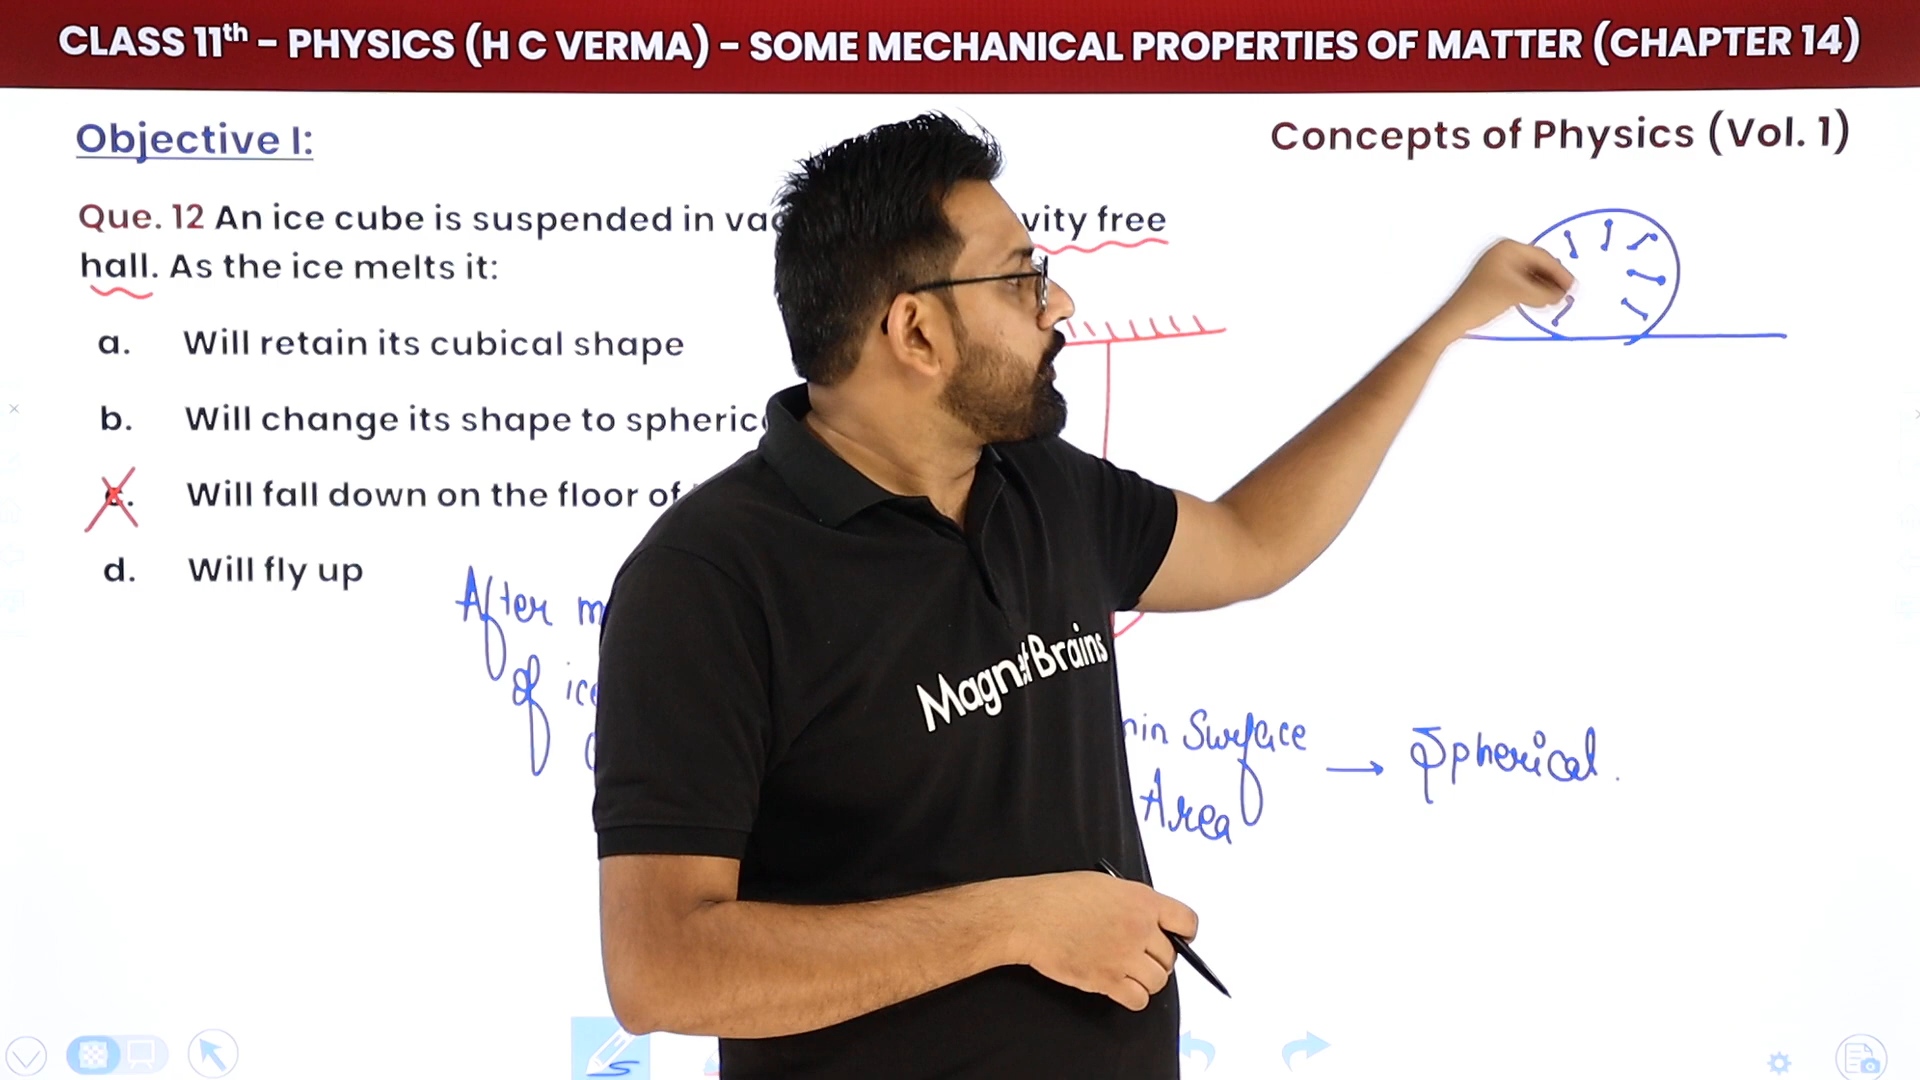 CLASS 11th - PHYSICS (H C VERMA) - SOME MECHANICAL PROPERTIES OF MATTER (CHAPTER 14)
Objective I:
Concepts of Physics (Vol. 1)
Que. 12 An ice cube is suspended in vity free
hall. As the ice melts it:
a. Will retain its cubical shape
b. Will change its shape to spheric
c. Will fall down on the floor of
d. Will fly up
After m
of ice
Magnet Brains
min Surface
Area
→ Spherical.